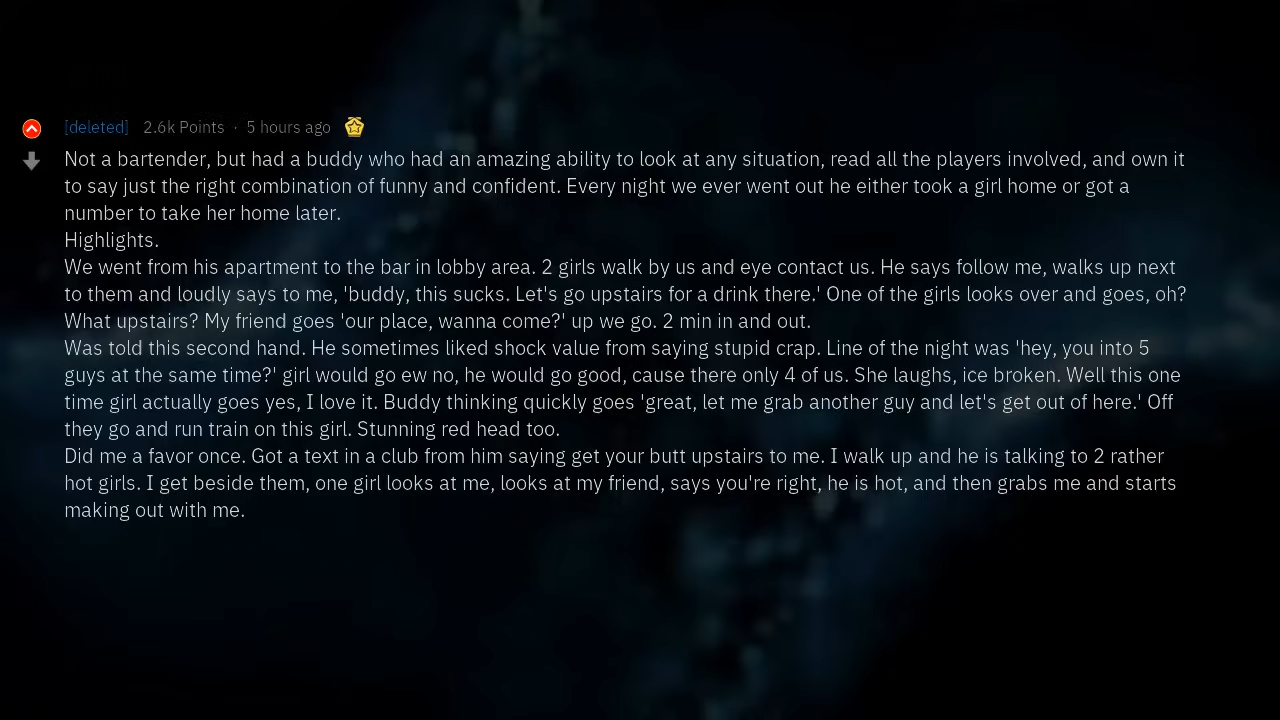 [deleted] 2.6k Points · 5 hours ago
Not a bartender, but had a buddy who had an amazing ability to look at any situation, read all the players involved, and own it
to say just the right combination of funny and confident. Every night we ever went out he either took a girl home or got a
number to take her home later.
Highlights.
We went from his apartment to the bar in lobby area. 2 girls walk by us and eye contact us. He says follow me, walks up next
to them and loudly says to me, 'buddy, this sucks. Let's go upstairs for a drink there.' One of the girls looks over and goes, oh?
What upstairs? My friend goes 'our place, wanna come?' up we go. 2 min in and out.
Was told this second hand. He sometimes liked shock value from saying stupid crap. Line of the night was 'hey, you into 5
guys at the same time?' girl would go ew no, he would go good, cause there only 4 of us. She laughs, ice broken. Well this one
time girl actually goes yes, I love it. Buddy thinking quickly goes 'great, let me grab another guy and let's get out of here.' Off
they go and run train on this girl. Stunning red head too.
Did me a favor once. Got a text in a club from him saying get your butt upstairs to me. I walk up and he is talking to 2 rather
hot girls. I get beside them, one girl looks at me, looks at my friend, says you're right, he is hot, and then grabs me and starts
making out with me.